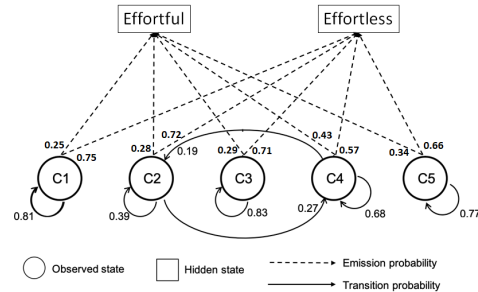 Effortful
Effortless
0.25
0.75
0.28
0.72
0.19
0.29
0.71
0.43
0.57
0.34
0.66
C1
C2
C3
C4
C5
0.81
0.39
0.83
0.27
0.68
0.77
Observed state
Hidden state
Emission probability
Transition probability